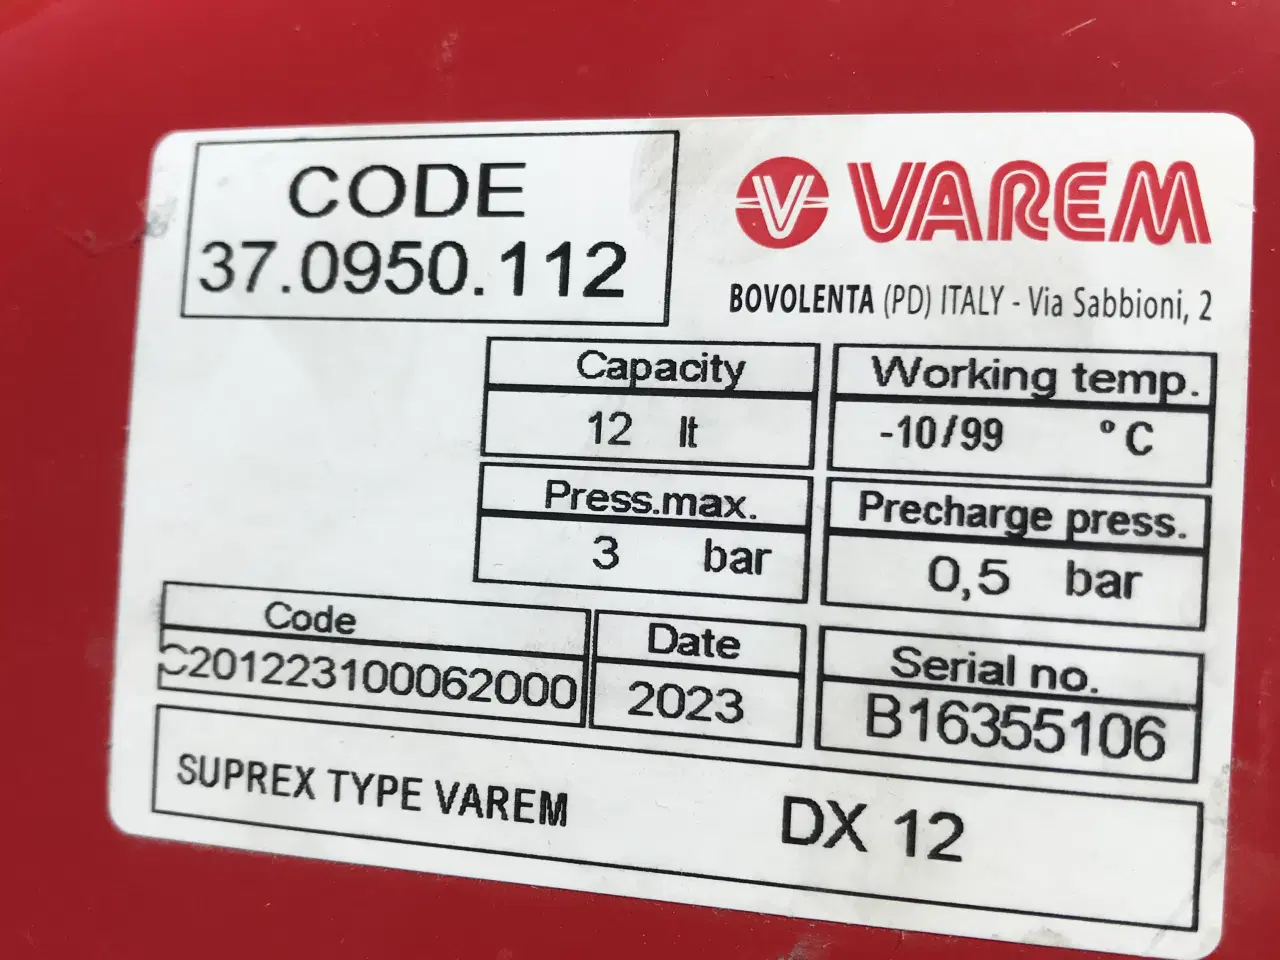 CODE
37.0950.112
VAREM
BOVOLENTA (PD) ITALY - Via Sabbioni, 2
Capacity
12 lt
Working temp.
-10/99 °C
Press.max.
3 bar
Precharge press.
0,5 bar
Code
C201223100062000
Date
2023
Serial no.
B16355106
SUPREX TYPE VAREM DX 12